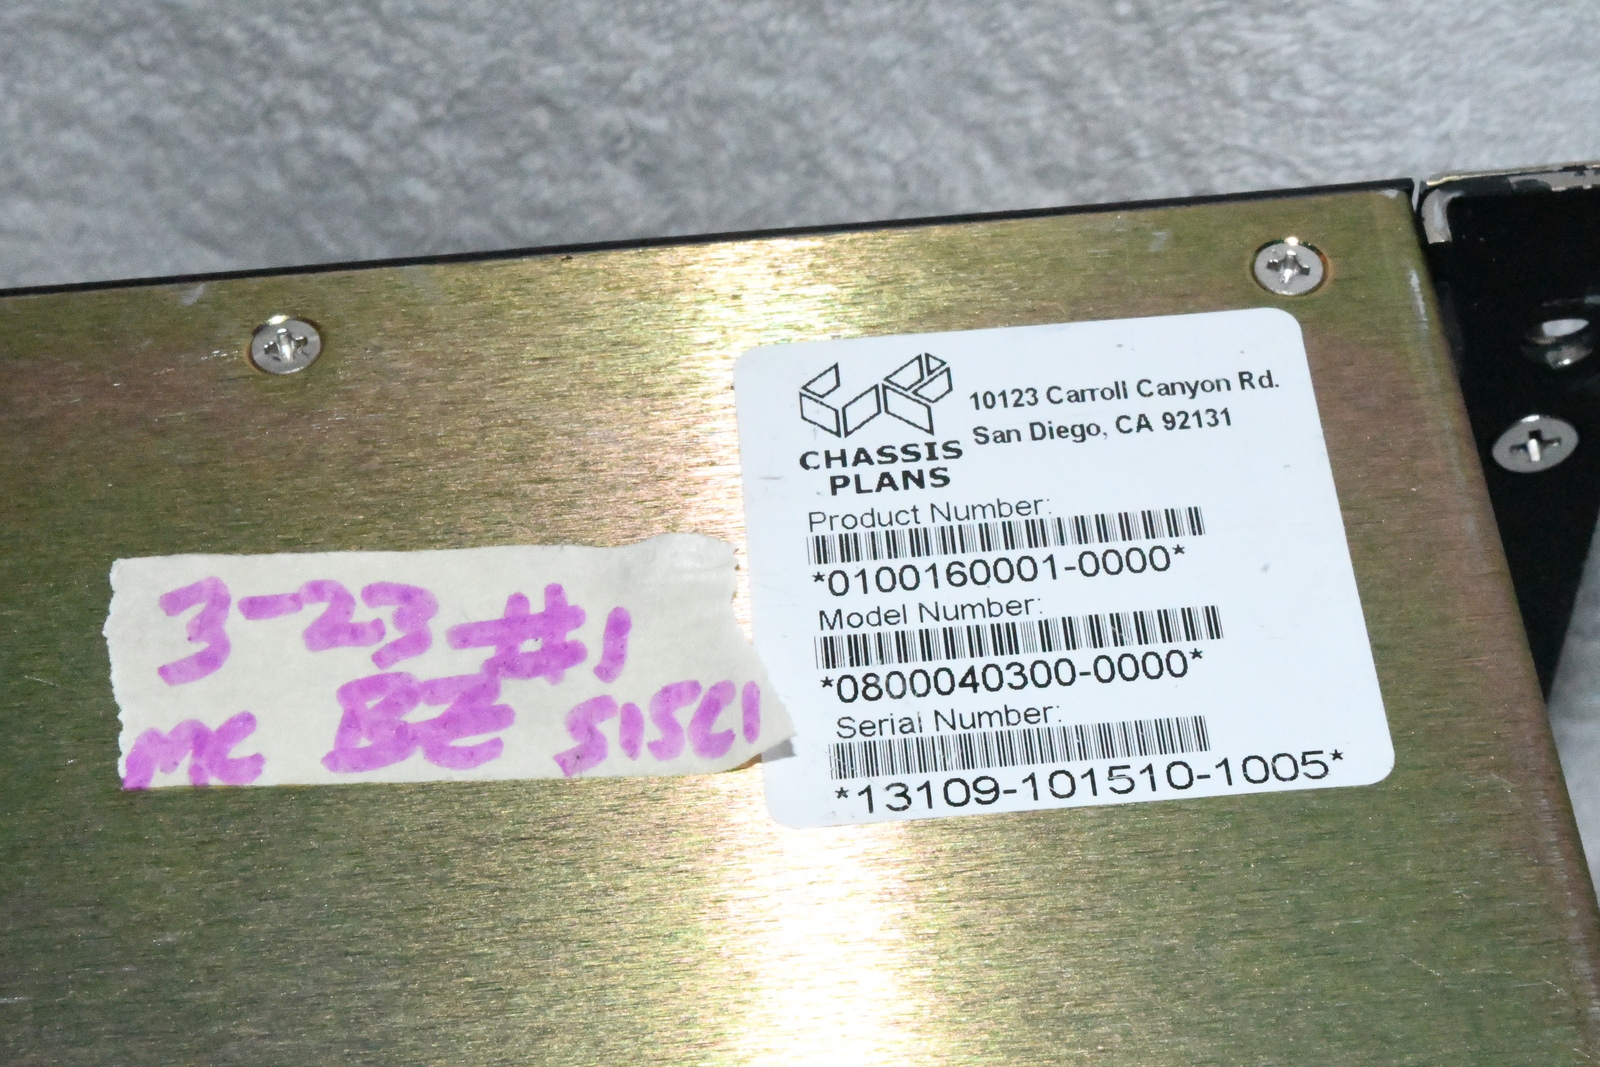 10123 Carroll Canyon Rd.
San Diego, CA 92131
CHASSIS
PLANS
Product Number:
*0100160001-0000*
Model Number:
*0800040300-0000*
Serial Number:
*13109-101510-1005*
3-23 #1
MC BZ S1SC1